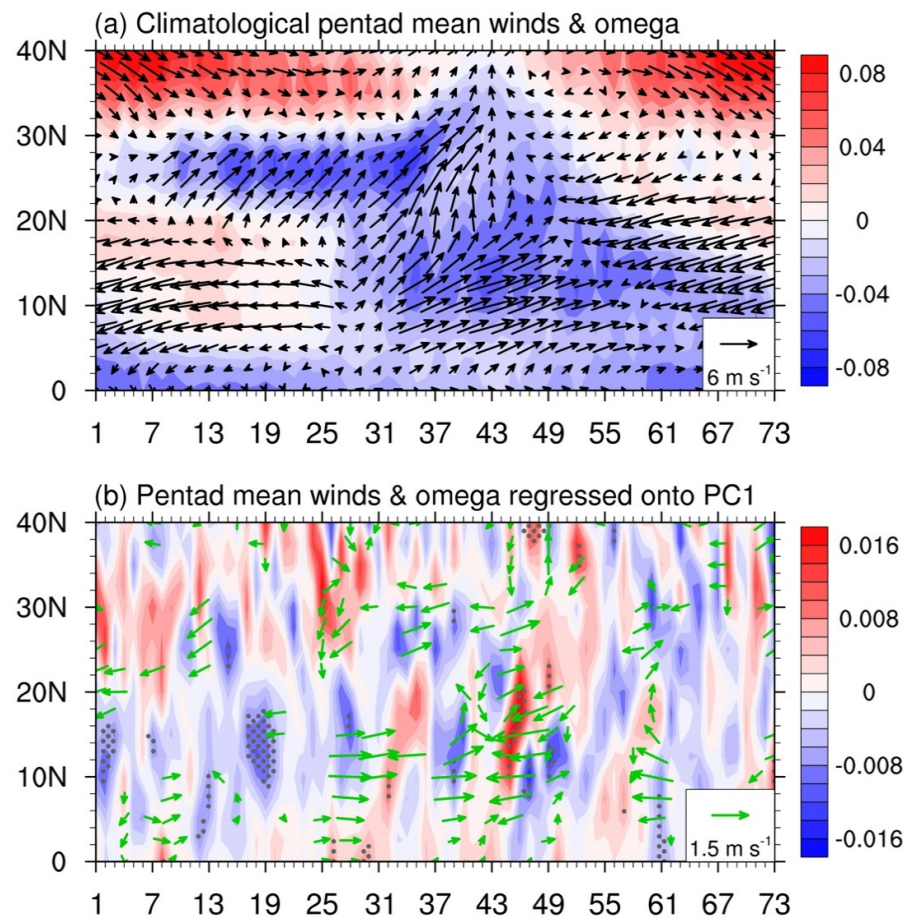 (a) Climatological pentad mean winds & omega
40N
30N
20N
10N
0
1 7 13 19 25 31 37 43 49 55 61 67 73
6 m s-1
0.08
0.04
0
-0.04
-0.08
(b) Pentad mean winds & omega regressed onto PC1
40N
30N
20N
10N
0
1 7 13 19 25 31 37 43 49 55 61 67 73
1.5 m s-1
0.016
0.008
0
-0.008
-0.016